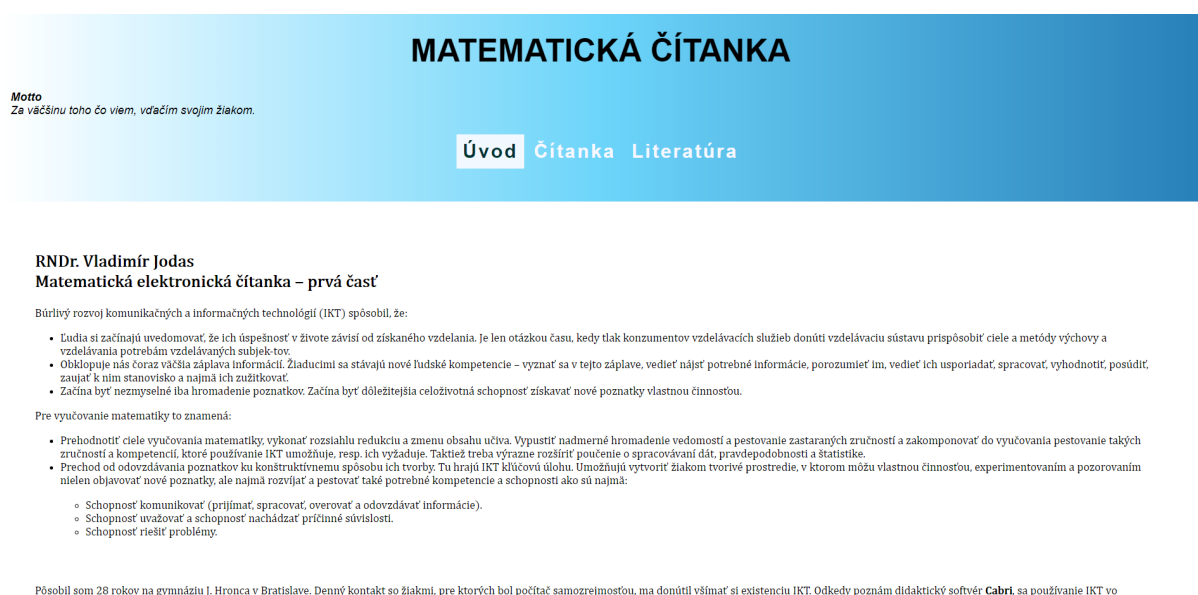 MATEMATICKÁ ČÍTANKA
Motto
Za väčšinu toho čo viem, vďačím svojim žiakom.
Úvod Čítanka Literatúra
RNDr. Vladimír Jodas
Matematická elektronická čítanka – prvá časť
Búrlivý rozvoj komunikačných a informačných technológií (IKT) spôsobil, že:
• Ľudia si začínajú uvedomovať, že ich úspešnosť v živote závisí od získaného vzdelania. Je len otázkou času, kedy tlak konzumentov vzdelávacích služieb donúti vzdelávaciu sústavu prispôsobiť ciele a metódy výchovy a
vzdelávania potrebám vzdelávaných subjek-tov.
• Obklopuje nás čoraz väčšia záplava informácií. Žiaducimi sa stávajú nové ľudské kompetencie – vyznať sa v tejto záplave, vedieť nájsť potrebné informácie, porozumieť im, vedieť ich usporiadať, spracovať, vyhodnotiť, posúdiť,
zaujať k nim stanovisko a najmä ich zužitkovať.
• Začína byť nezmyselné iba hromadenie poznatkov. Začína byť dôležitejšia celoživotná schopnosť získavať nové poznatky vlastnou činnosťou.
Pre vyučovanie matematiky to znamená:
• Prehodnotiť ciele vyučovania matematiky, vykonať rozsiahlu redukciu a zmenu obsahu učiva. Vypustiť nadmerné hromadenie vedomostí a pestovanie zastaraných zručností a zakomponovať do vyučovania pestovanie takých
zručností a kompetencií, ktoré používanie IKT umožňuje, resp. ich vyžaduje. Taktiež treba výrazne rozšíriť poučenie o spracovávaní dát, pravdepodobnosti a štatistike.
• Prechod od odovzdávania poznatkov ku konštruktívnemu spôsobu ich tvorby. Tu hrajú IKT kľúčovú úlohu. Umožňujú vytvoriť žiakom tvorivé prostredie, v ktorom môžu vlastnou činnosťou, experimentovaním a pozorovaním
nielen objavovať nové poznatky, ale najmä rozvíjať a pestovať také potrebné kompetencie a schopnosti ako sú najmä:
◦ Schopnosť komunikovať (prijímať, spracovať, overovať a odovzdávať informácie).
◦ Schopnosť uvažovať a schopnosť nachádzať príčinné súvislosti.
◦ Schopnosť riešiť problémy.
Pôsobil som 28 rokov na gymnáziu J. Hronca v Bratislave. Denný kontakt so žiakmi, pre ktorých bol počítač samozrejmosťou, ma donútil všímať si existenciu IKT. Odkedy poznám didaktický softvér Cabri, sa používanie IKT vo